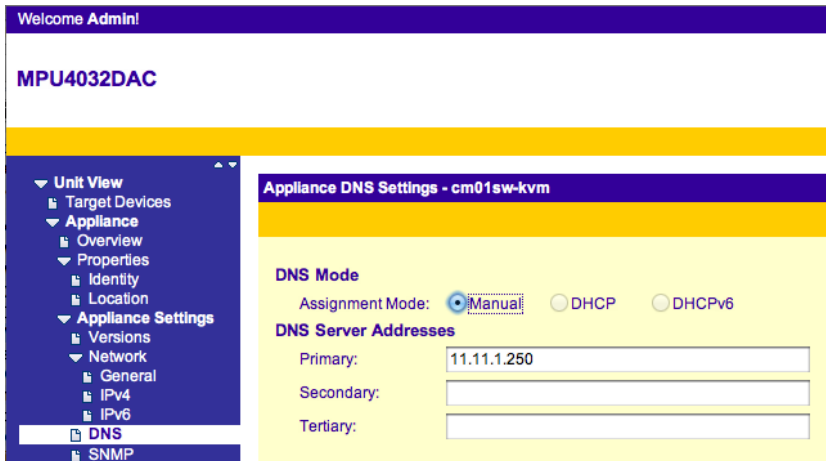 Welcome Admin!
MPU4032DAC
Unit View
Target Devices
Appliance
Overview
Properties
Identity
Location
Appliance Settings
Versions
Network
General
IPv4
IPv6
DNS
SNMP
Appliance DNS Settings - cm01sw-kvm
DNS Mode
Assignment Mode: Manual DHCP DHCPv6
DNS Server Addresses
Primary: 11.11.1.250
Secondary:
Tertiary: